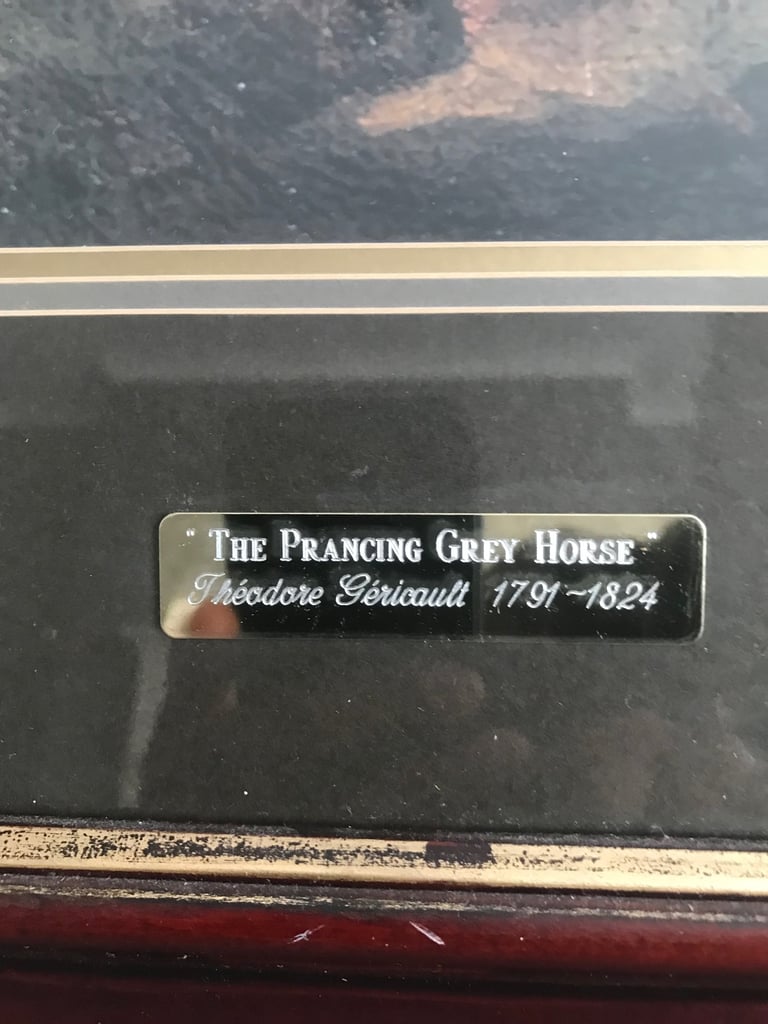 " THE PRANCING GREY HORSE "
Théodore Géricault 1791~1824